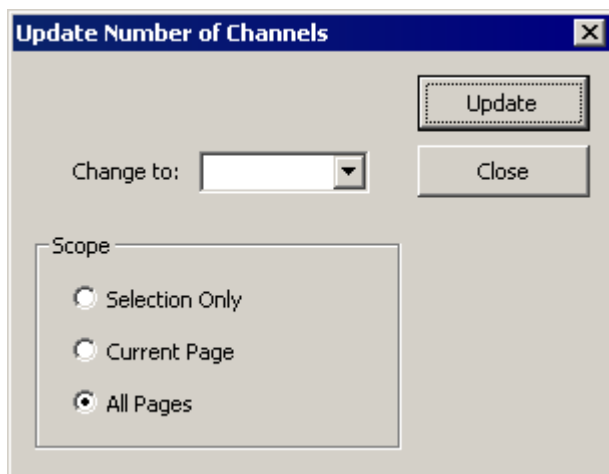 Update Number of Channels
Update
Change to:
Close
Scope
Selection Only
Current Page
All Pages